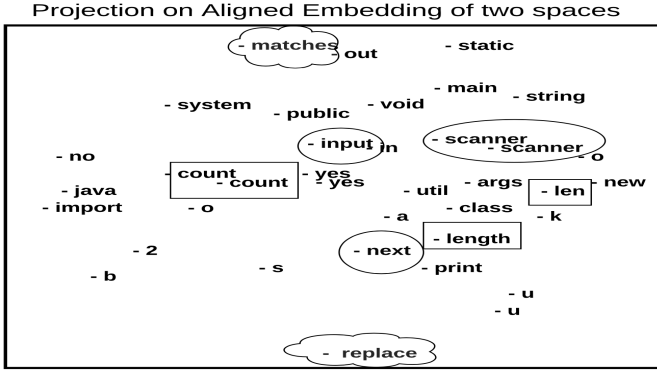 Projection on Aligned Embedding of two spaces
- matches
- out
- static
- main
- string
- system
- public
- void
- input
- in
- scanner
- scanner
- o
- no
- count
- count
- yes
- yes
- java
- util
- args
- len
- new
- import
- o
- a
- class
- k
- 2
- next
- length
- b
- s
- print
- u
- u
- replace